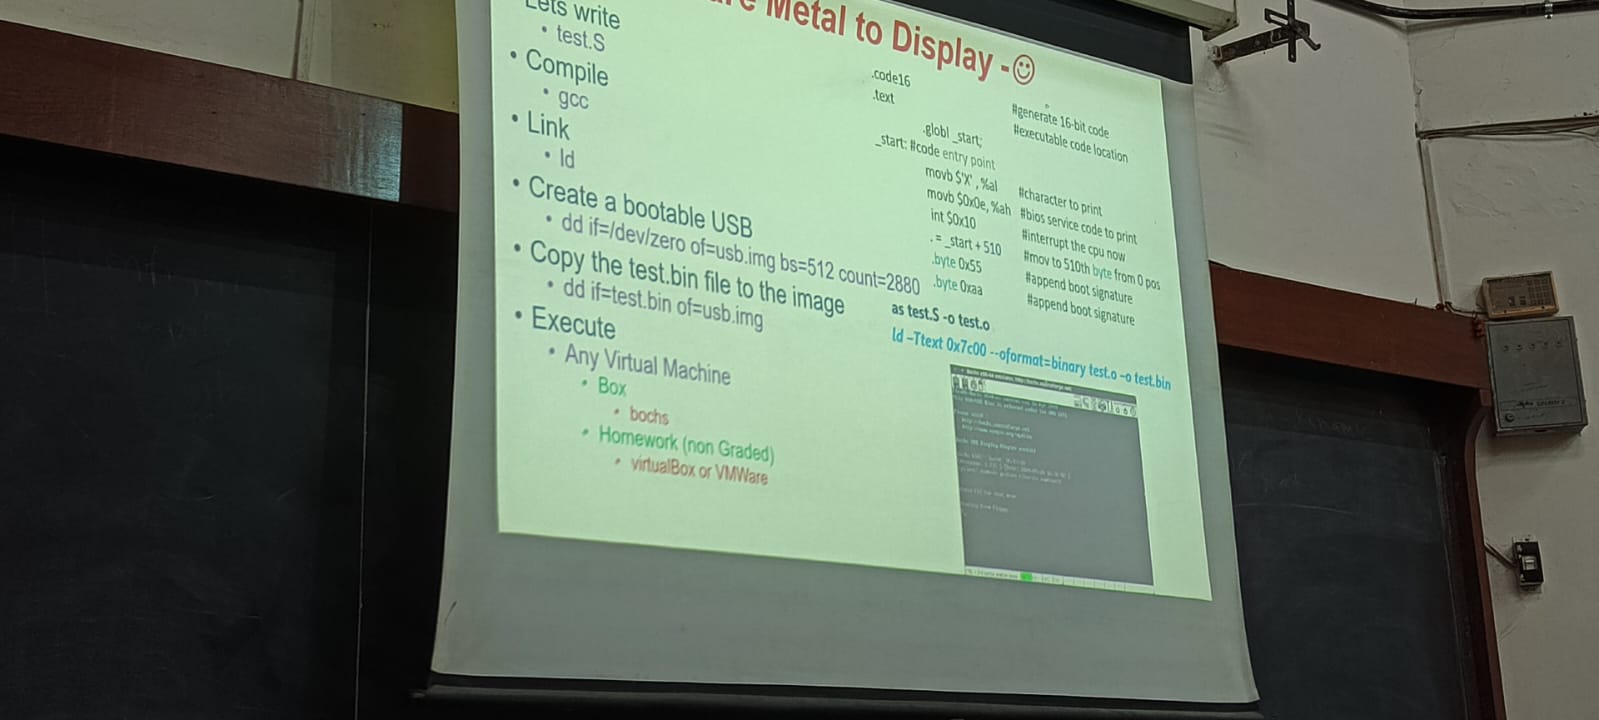 Lets write
• test.S
• Compile
• gcc
• Link
• ld
• Create a bootable USB
• dd if=/dev/zero of=usb.img bs=512 count=2880
• Copy the test.bin file to the image
• dd if=test.bin of=usb.img
• Execute
• Any Virtual Machine
• Box
• bochs
• Homework (non Graded)
• virtualBox or VMWare
Metal to Display -☺
.code16 #generate 16-bit code
.text #executable code location
.globl _start;
_start: #code entry point
movb $'X' , %al #character to print
movb $0x0e, %ah #bios service code to print
int $0x10 #interrupt the cpu now
. = _start + 510 #mov to 510th byte from 0 pos
.byte 0x55 #append boot signature
.byte 0xaa #append boot signature
as test.S -o test.o
ld –Ttext 0x7c00 --oformat=binary test.o –o test.bin